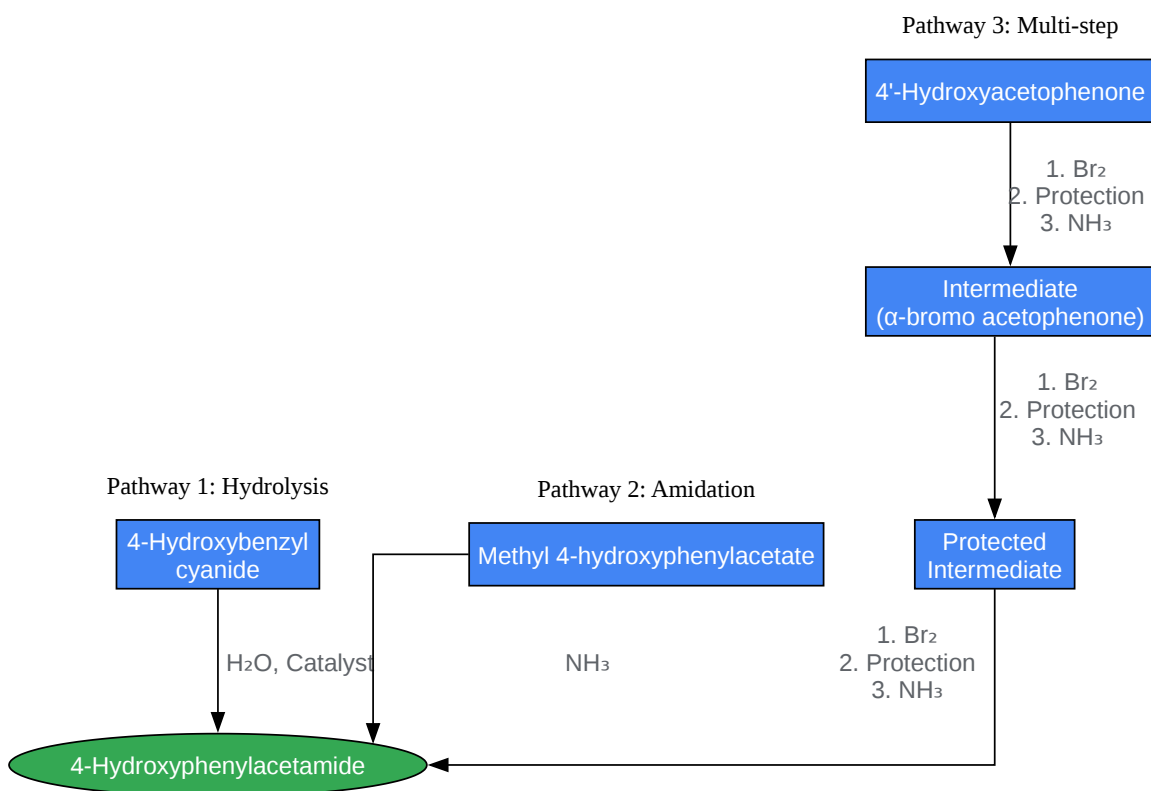 Pathway 3: Multi-step
4'-Hydroxyacetophenone
1. Br₂
2. Protection
3. NH₃
Intermediate
(α-bromo acetophenone)
1. Br₂
2. Protection
3. NH₃
Pathway 1: Hydrolysis
4-Hydroxybenzyl
cyanide
Pathway 2: Amidation
Methyl 4-hydroxyphenylacetate
Protected
Intermediate
H₂O, Catalyst
NH₃
1. Br₂
2. Protection
3. NH₃
4-Hydroxyphenylacetamide